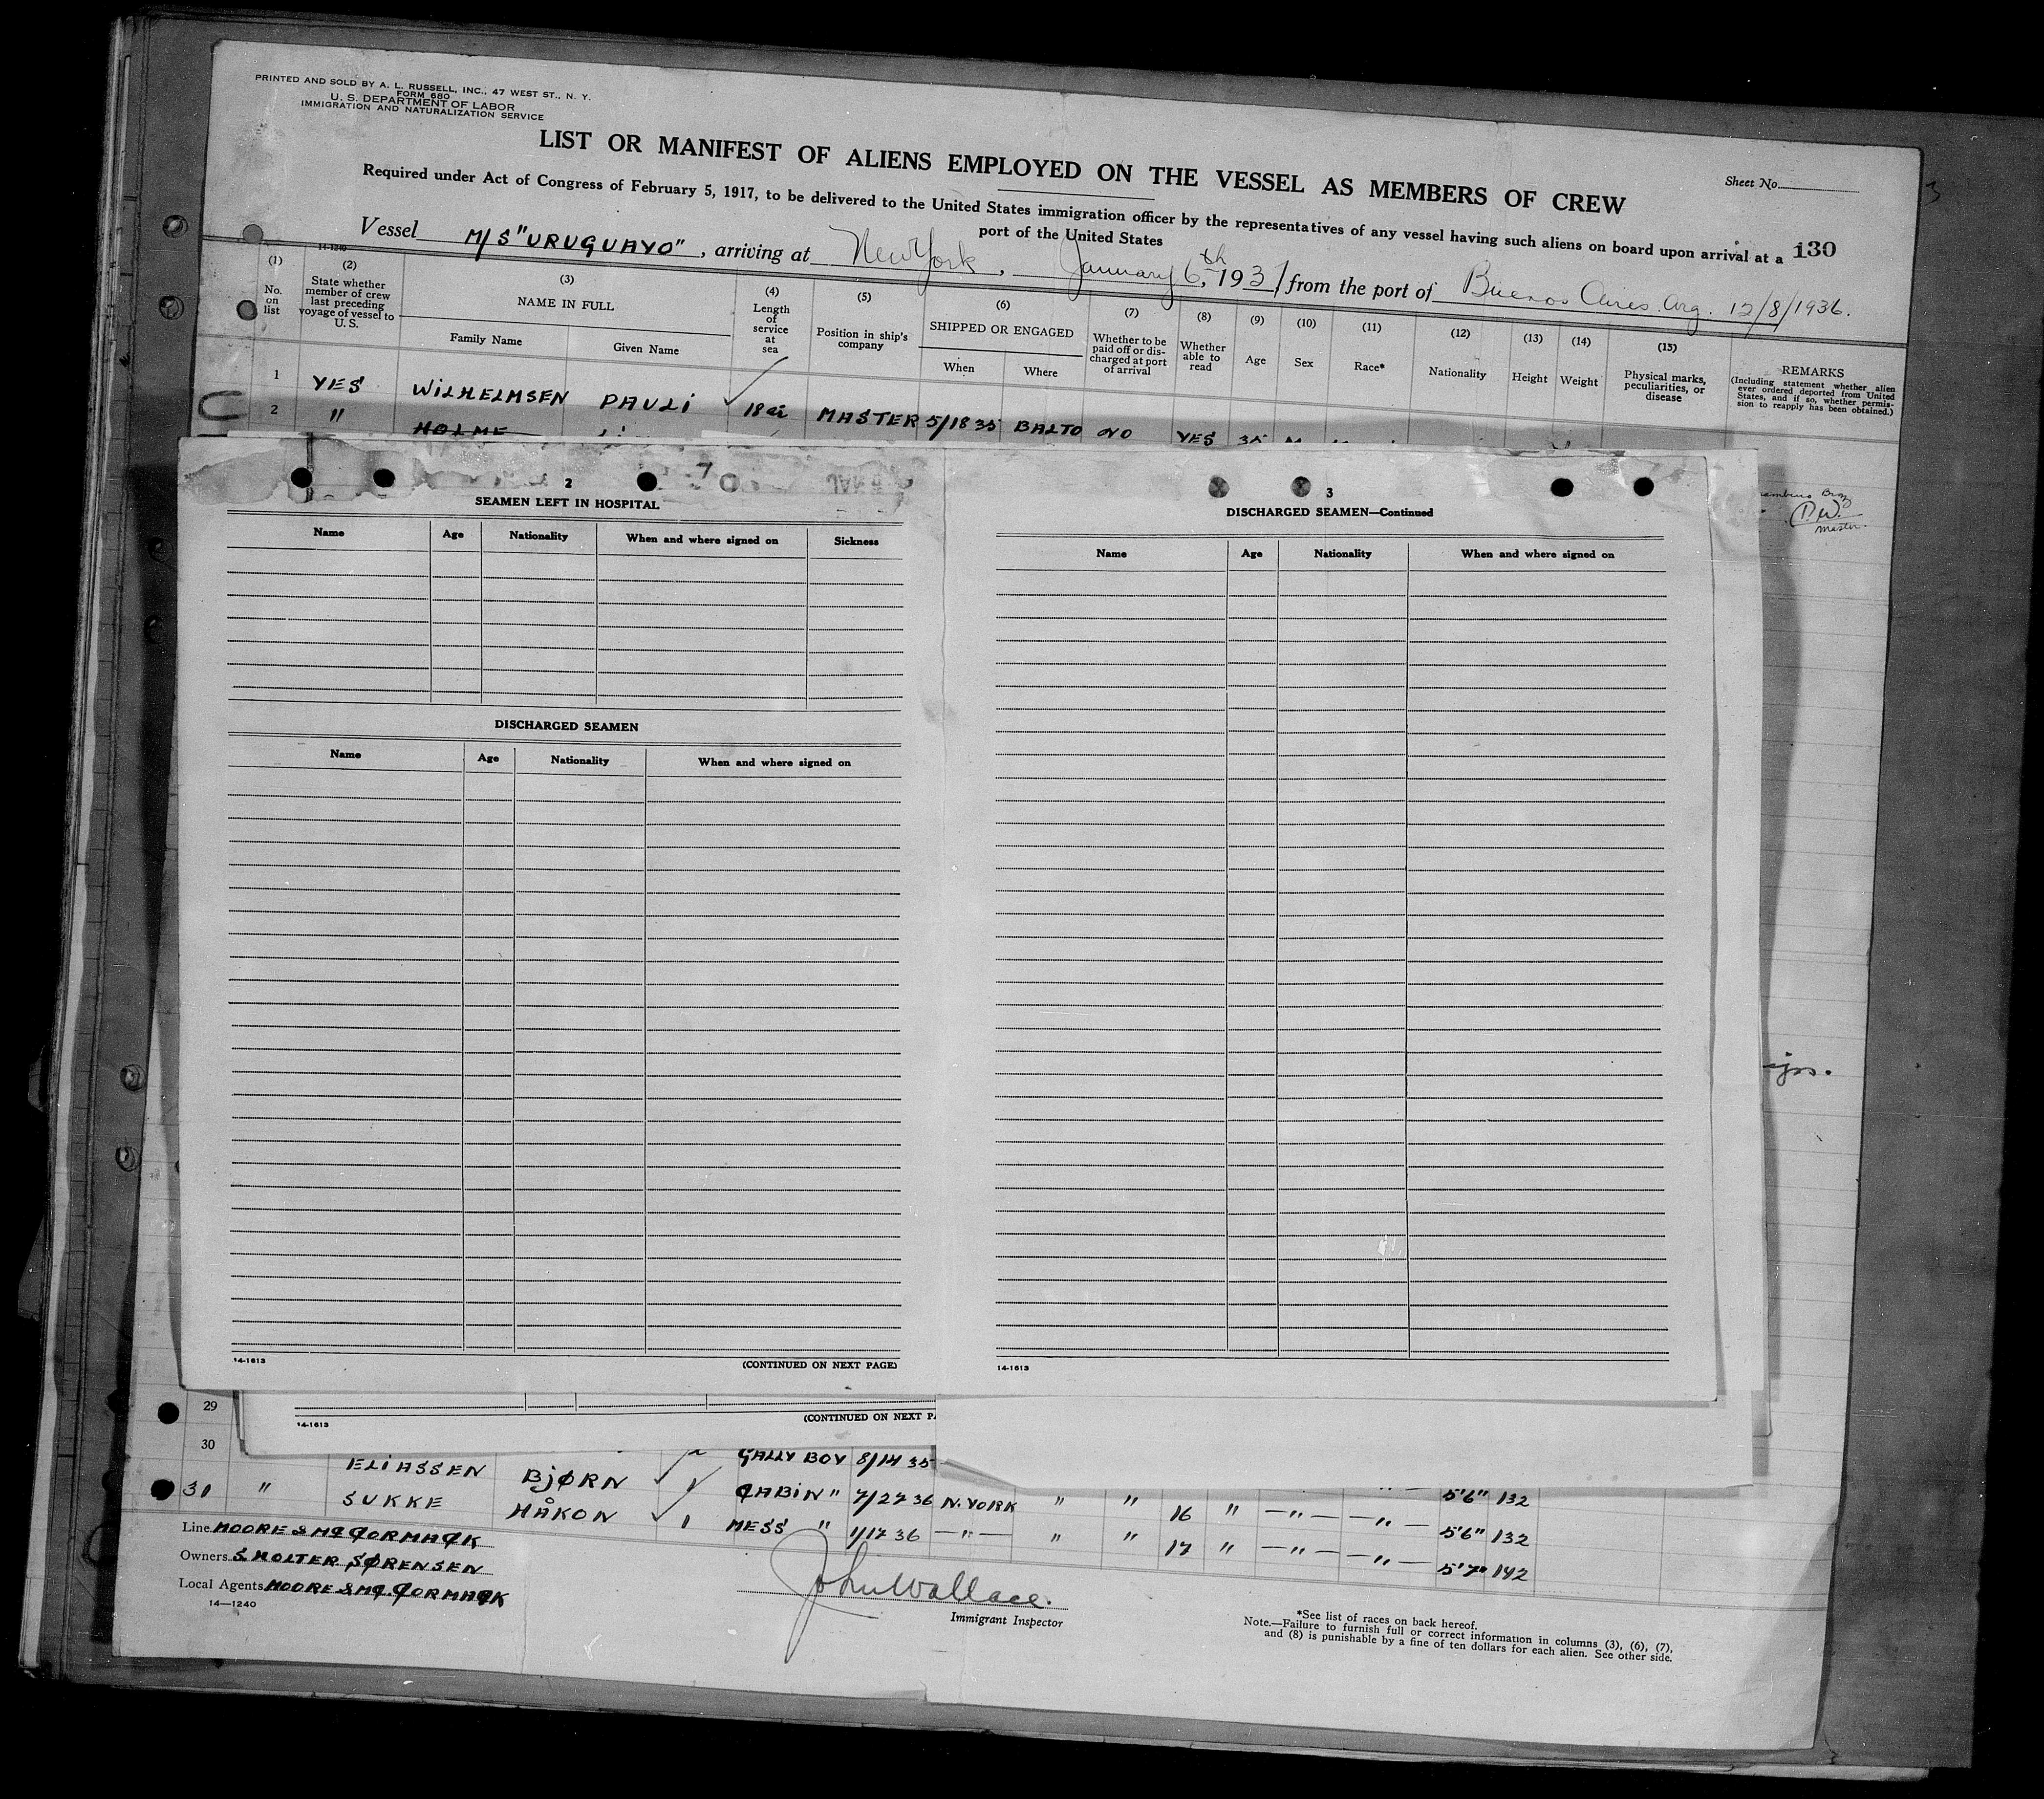 PRINTED AND SOLD BY A. L. RUSSELL, INC., 47 WEST ST., N. Y.
FORM 680
U. S. DEPARTMENT OF LABOR
IMMIGRATION AND NATURALIZATION SERVICE
LIST OR MANIFEST OF ALIENS EMPLOYED ON THE VESSEL AS MEMBERS OF CREW
Sheet No.
Required under Act of Congress of February 5, 1917, to be delivered to the United States immigration officer by the representatives of any vessel having such aliens on board upon arrival at a
port of the United States
130
Vessel M/S "URUGUAYO", arriving at New York, January 6th, 1937 from the port of Buenos Aires. Arg. 12/8/1936.
14-1240
(1) No. on list
(2) State whether member of crew last preceding voyage of vessel to U. S.
(3) NAME IN FULL
Family Name Given Name
(4) Length of service at sea
(5) Position in ship's company
(6) SHIPPED OR ENGAGED
When Where
(7) Whether to be paid off or discharged at port of arrival
(8) Whether able to read
(9) Age
(10) Sex
(11) Race*
(12) Nationality
(13) Height
(14) Weight
(15) Physical marks, peculiarities, or disease
REMARKS
(Including statement whether alien ever ordered deported from United States, and if so, whether permission to reapply has been obtained.)
1 YES WILHELMSEN PAULI 18 MASTER 5/18 35 BALTO NO YES 35
2 " HOLME
P.W.
Master.
2
SEAMEN LEFT IN HOSPITAL
Name Age Nationality When and where signed on Sickness
DISCHARGED SEAMEN
Name Age Nationality When and where signed on
14-1613 (CONTINUED ON NEXT PAGE)
3
DISCHARGED SEAMEN—Continued
Name Age Nationality When and where signed on
14-1613
29
14-1613 (CONTINUED ON NEXT PA
30 ELIASSEN BJØRN GALLY BOY 8/14 35
31 " SUKKE HÅKON 1 CABIN " 7/27 36 N. YORK " " 16 " —"— —"— 5'6" 132
1 MESS " 1/17 36 —"— " " 17 " —"— —"— 5'6" 132
5'7" 142
Line MOORE & McCORMACK
Owners S. HOLTER SØRENSEN
Local Agents MOORE & McCORMACK
14—1240
John Wallace.
Immigrant Inspector
*See list of races on back hereof.
Note.—Failure to furnish full or correct information in columns (3), (6), (7),
and (8) is punishable by a fine of ten dollars for each alien. See other side.